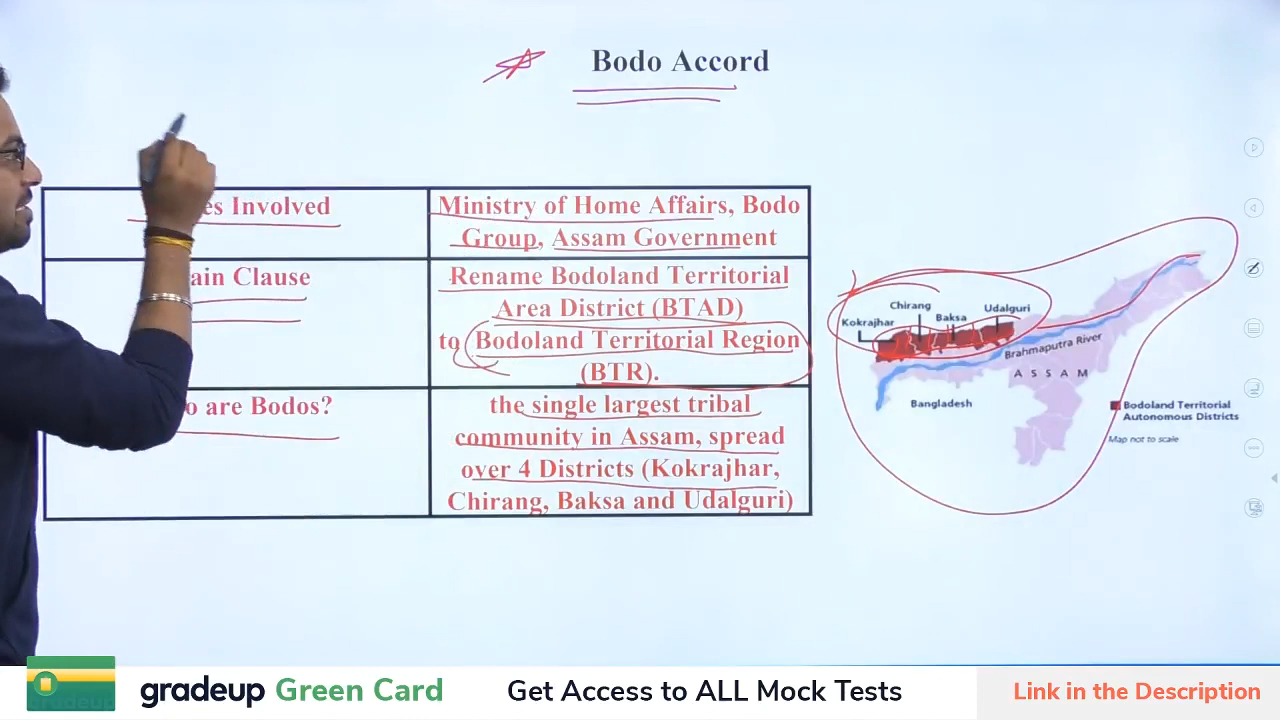 Bodo Accord
es Involved
Ministry of Home Affairs, Bodo
Group, Assam Government
ain Clause
Rename Bodoland Territorial
Area District (BTAD)
to Bodoland Territorial Region
(BTR).
o are Bodos?
the single largest tribal
community in Assam, spread
over 4 Districts (Kokrajhar,
Chirang, Baksa and Udalguri)
Chirang
Udalguri
Baksa
Kokrajhar
Brahmaputra River
ASSAM
Bangladesh
Bodoland Territorial
Autonomous Districts
Map not to scale
gradeup Green Card
Get Access to ALL Mock Tests
Link in the Description
gradeup